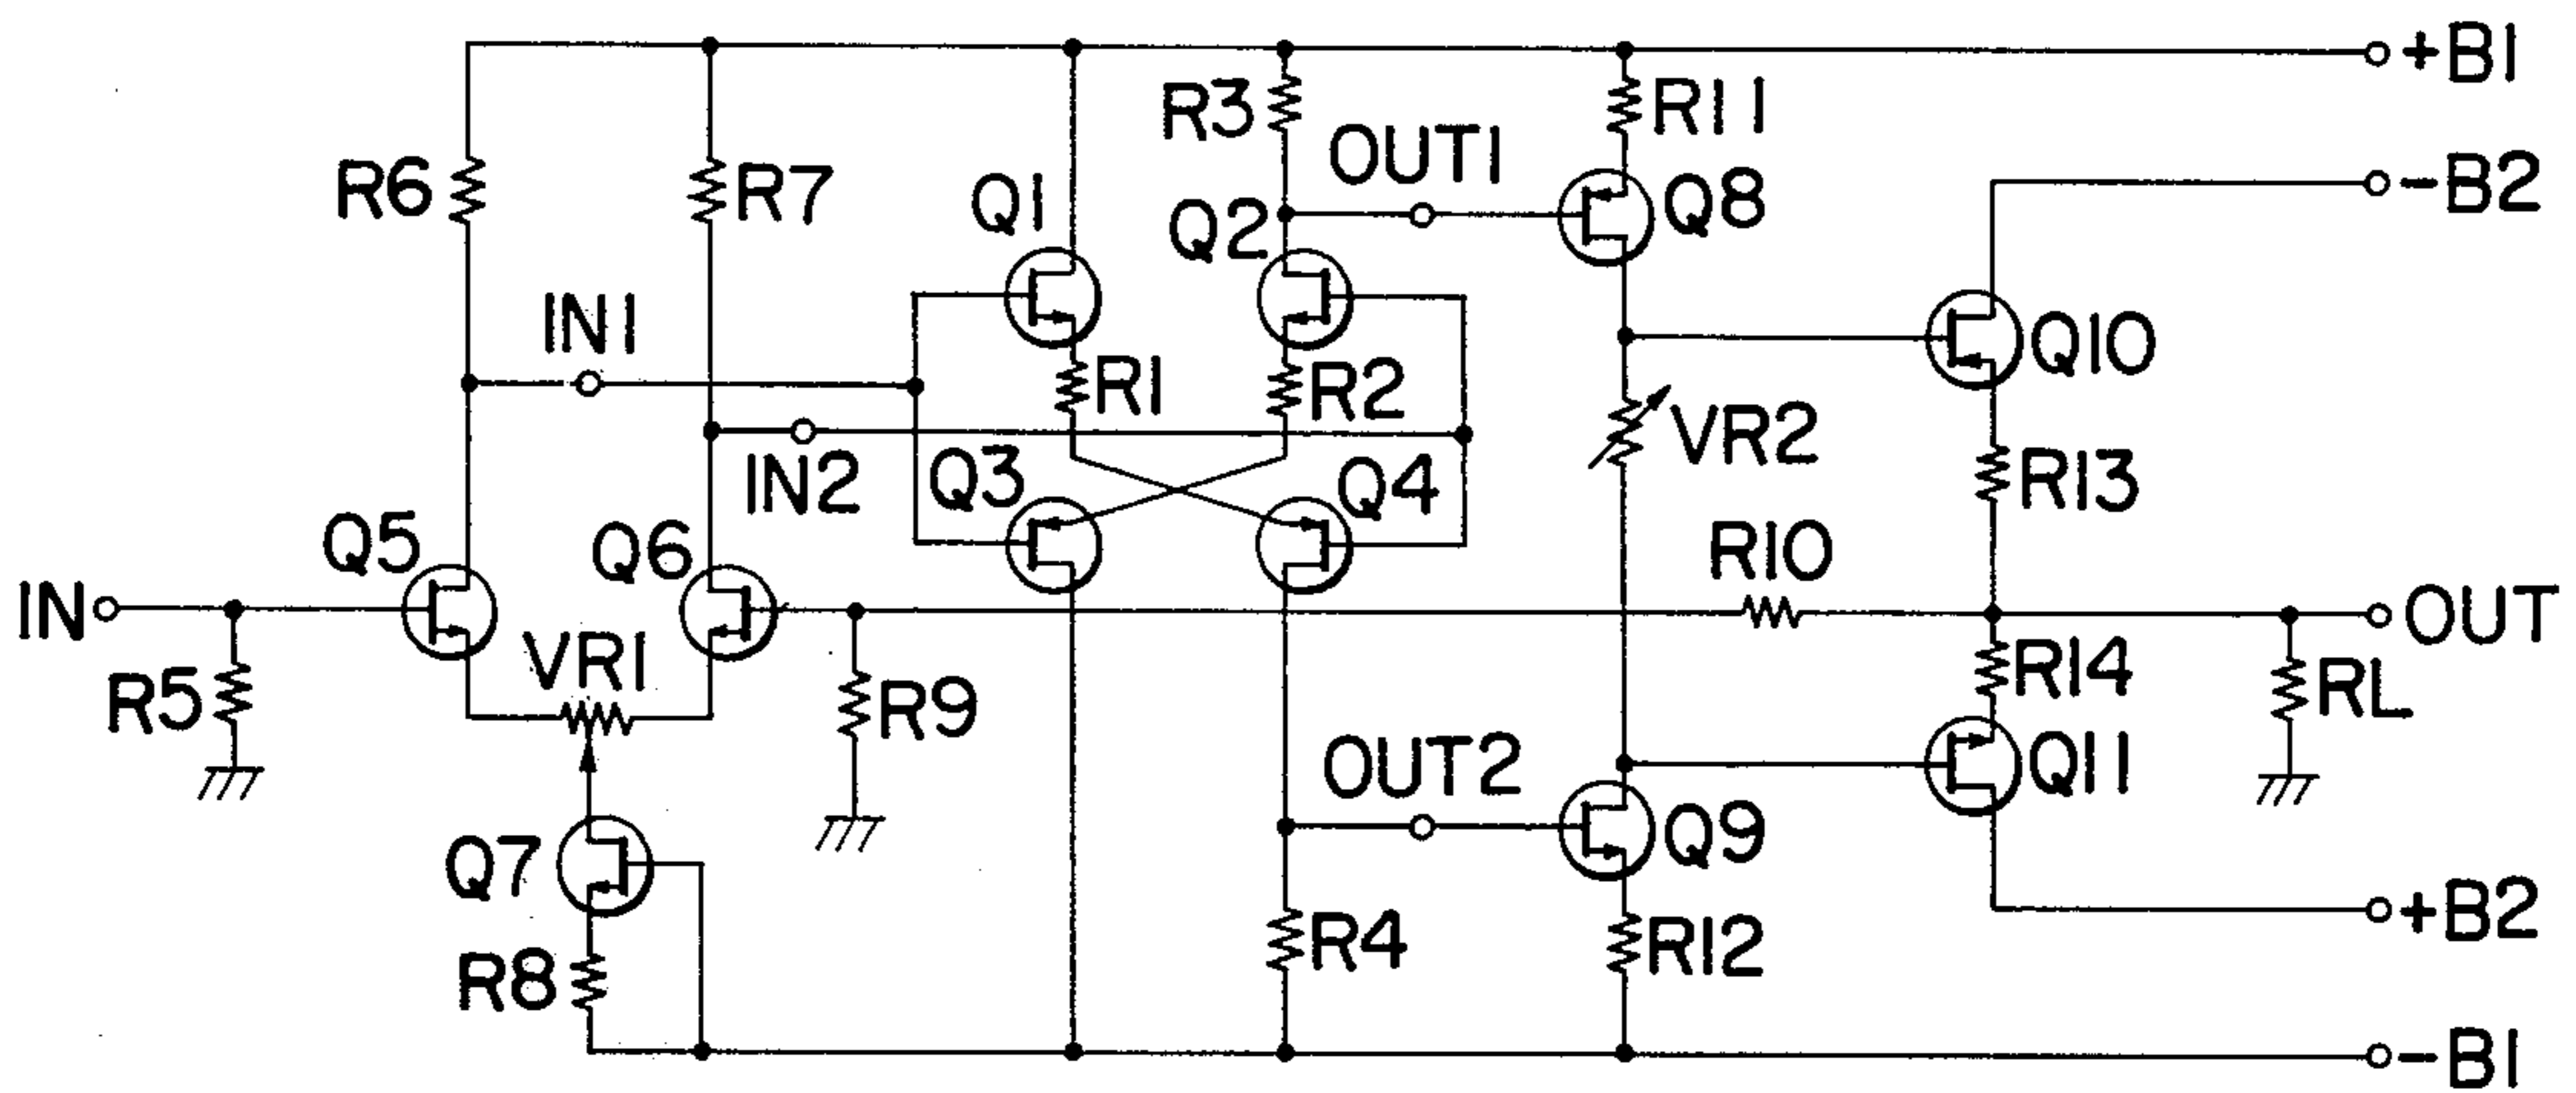 +B1
R3
R11
OUT1
-B2
R6
R7
Q1
Q2
Q8
IN1
Q10
R1
R2
VR2
IN2
Q3
Q4
R13
Q5
Q6
R10
IN
OUT
VR1
R14
R5
R9
RL
OUT2
Q11
Q7
Q9
+B2
R8
R4
R12
-B1